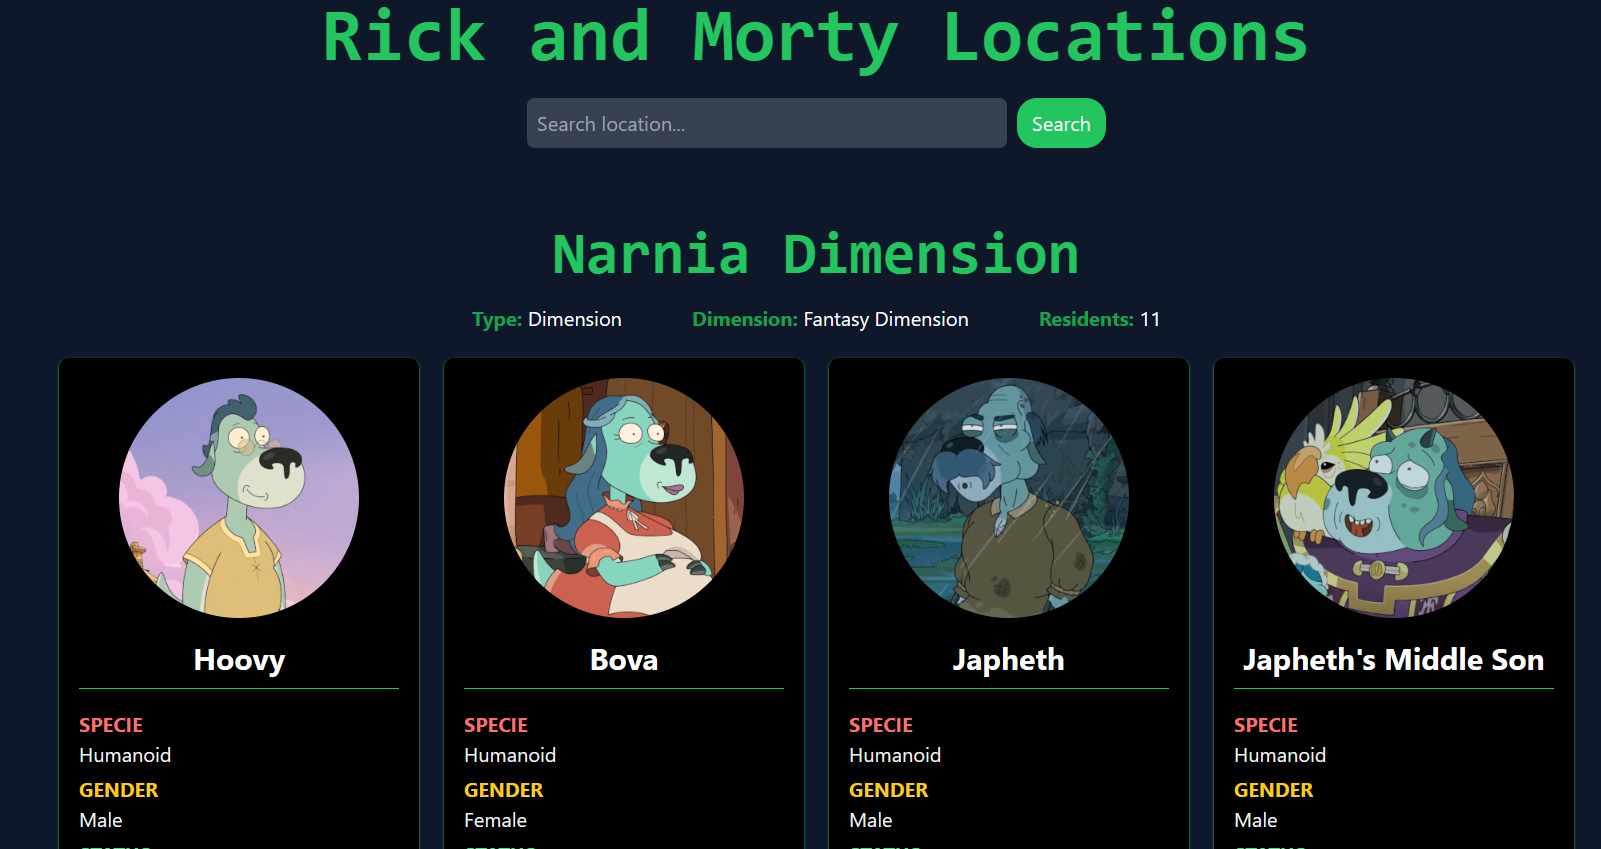 Rick and Morty Locations
Search location...
Search
Narnia Dimension
Type: Dimension
Dimension: Fantasy Dimension
Residents: 11
Hoovy
SPECIE
Humanoid
GENDER
Male
Bova
SPECIE
Humanoid
GENDER
Female
Japheth
SPECIE
Humanoid
GENDER
Male
Japheth's Middle Son
SPECIE
Humanoid
GENDER
Male